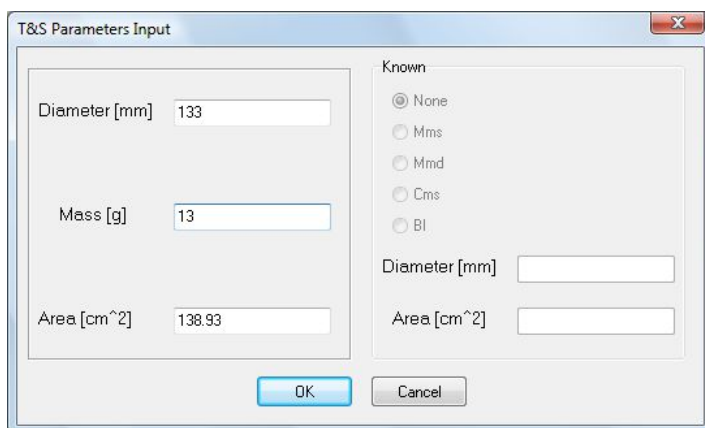 T&S Parameters Input
Diameter [mm] 133
Mass [g] 13
Area [cm^2] 138.93
Known
None
Mms
Mmd
Cms
Bl
Diameter [mm]
Area [cm^2]
OK Cancel